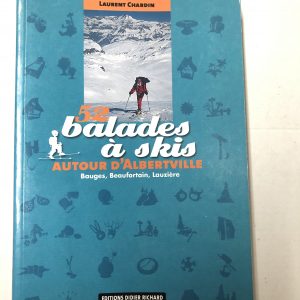 LAURENT CHARDIN
52
balades
à skis
AUTOUR D'ALBERTVILLE
Bauges, Beaufortain, Lauzière
EDITIONS DIDIER RICHARD